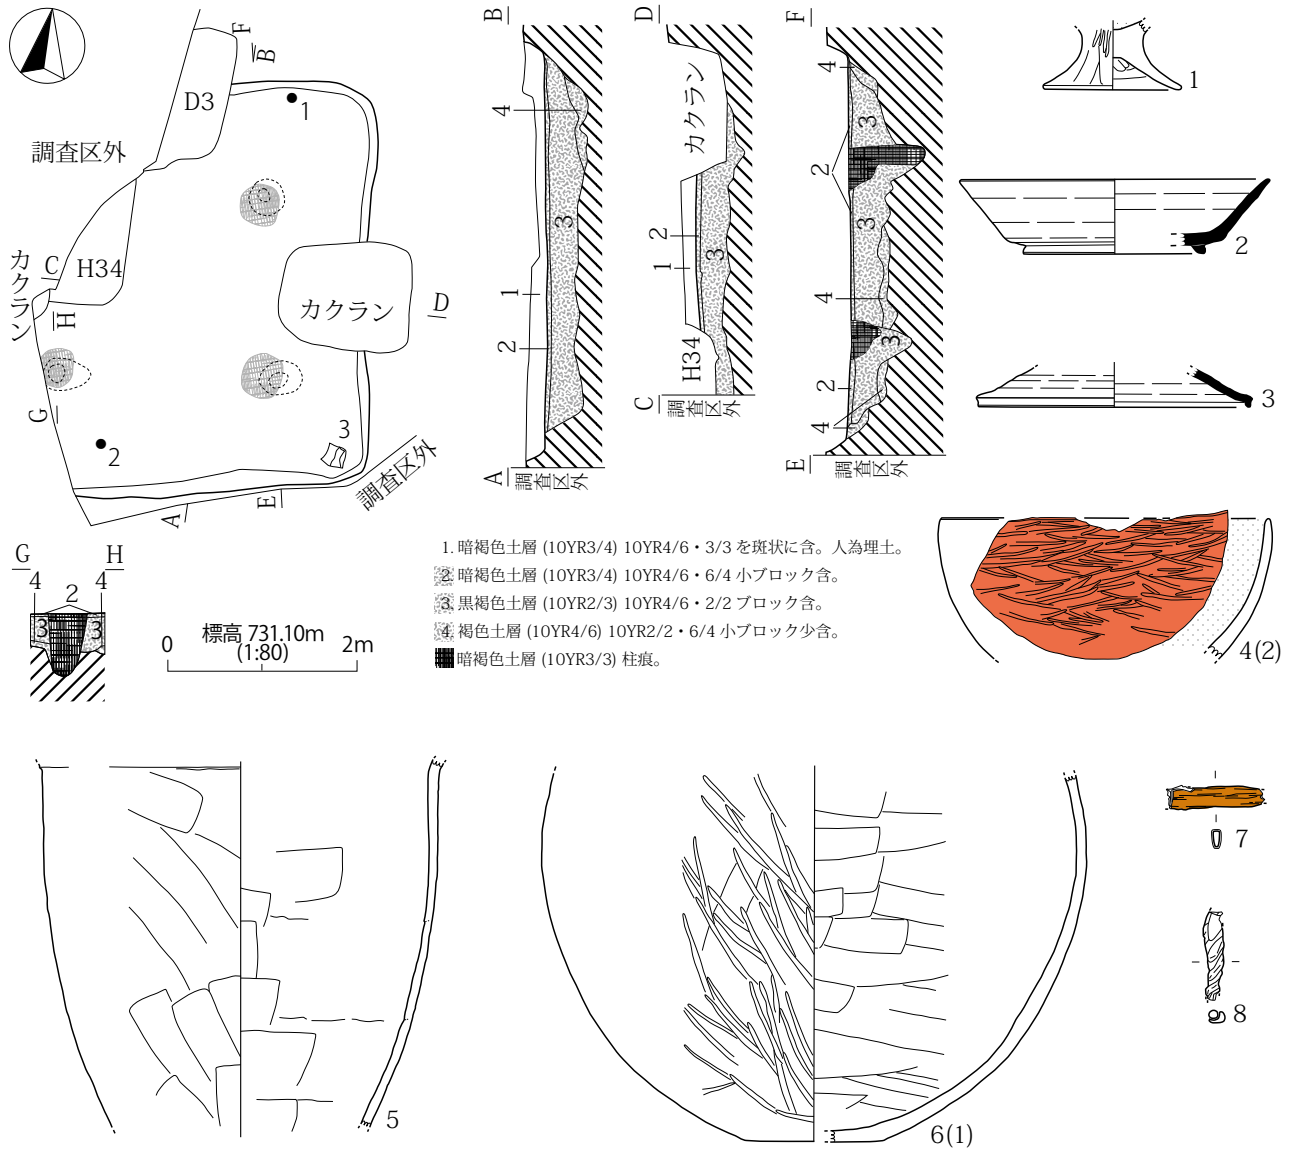 F
B
D3
1
調査区外
カクラン
C
H34
H
カクラン
D
G
2
3
調査区外
A
E
B
4
3
1
2
A
調査区外
D
カクラン
2
1
3
H34
C
調査区外
F
4
3
2
3
4
3
2
4
E
調査区外
G
H
4
4
2
3
3
標高 731.10m
(1:80)
0
2m
1. 暗褐色土層 (10YR3/4) 10YR4/6・3/3 を斑状に含。人為埋土。
2. 暗褐色土層 (10YR3/4) 10YR4/6・6/4 小ブロック含。
3. 黒褐色土層 (10YR2/3) 10YR4/6・2/2 ブロック含。
4. 褐色土層 (10YR4/6) 10YR2/2・6/4 小ブロック少含。
暗褐色土層 (10YR3/3) 柱痕。
1
2
3
4(2)
5
6(1)
7
8